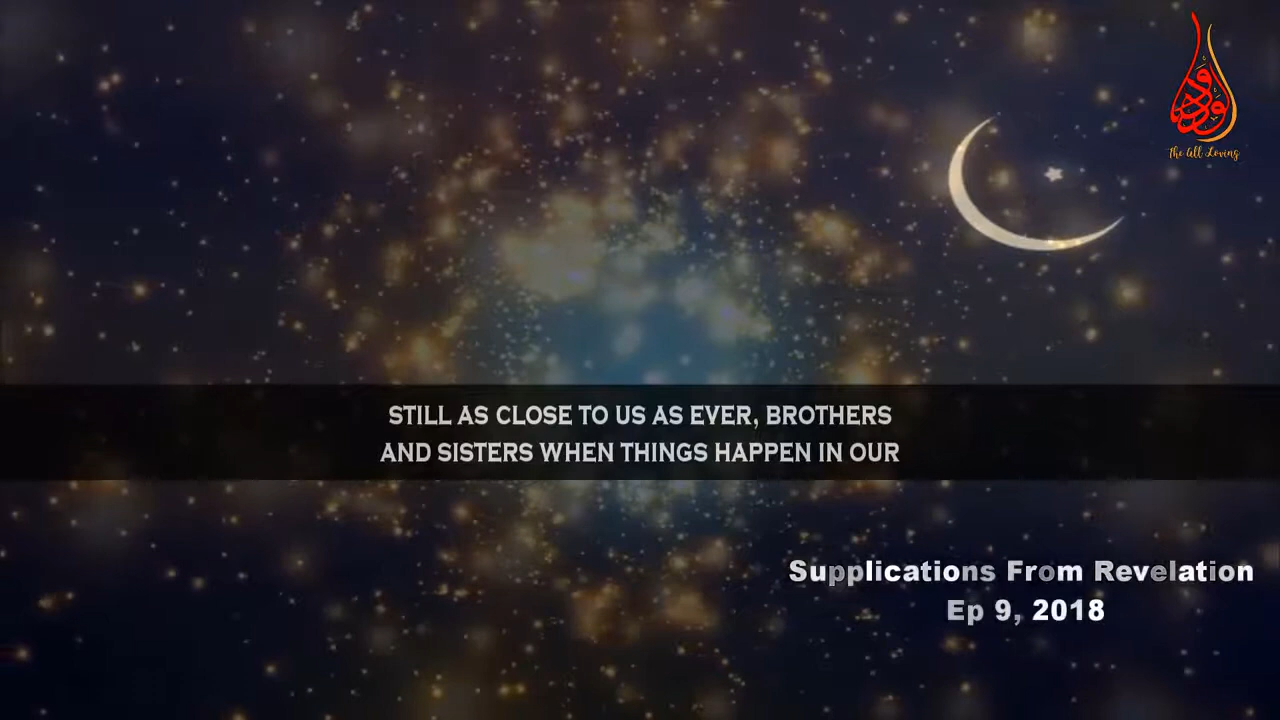 الودود
The All Loving
STILL AS CLOSE TO US AS EVER, BROTHERS
AND SISTERS WHEN THINGS HAPPEN IN OUR
Supplications From Revelation
Ep 9, 2018